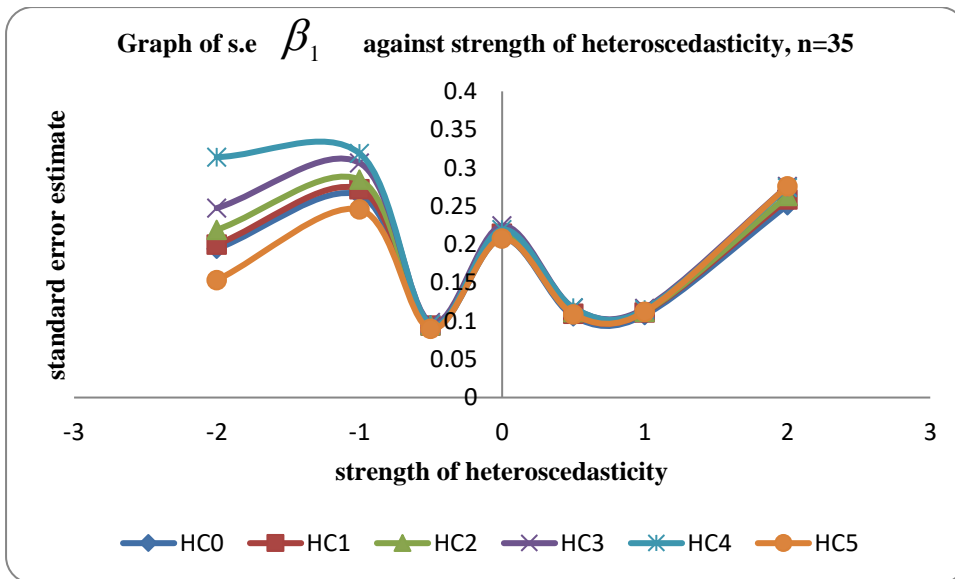 Graph of s.e β₁ against strength of heteroscedasticity, n=35
standard error estimate
0.4
0.35
0.3
0.25
0.2
0.15
0.1
0.05
0
-3 -2 -1 0 1 2 3
strength of heteroscedasticity
HC0 HC1 HC2 HC3 HC4 HC5